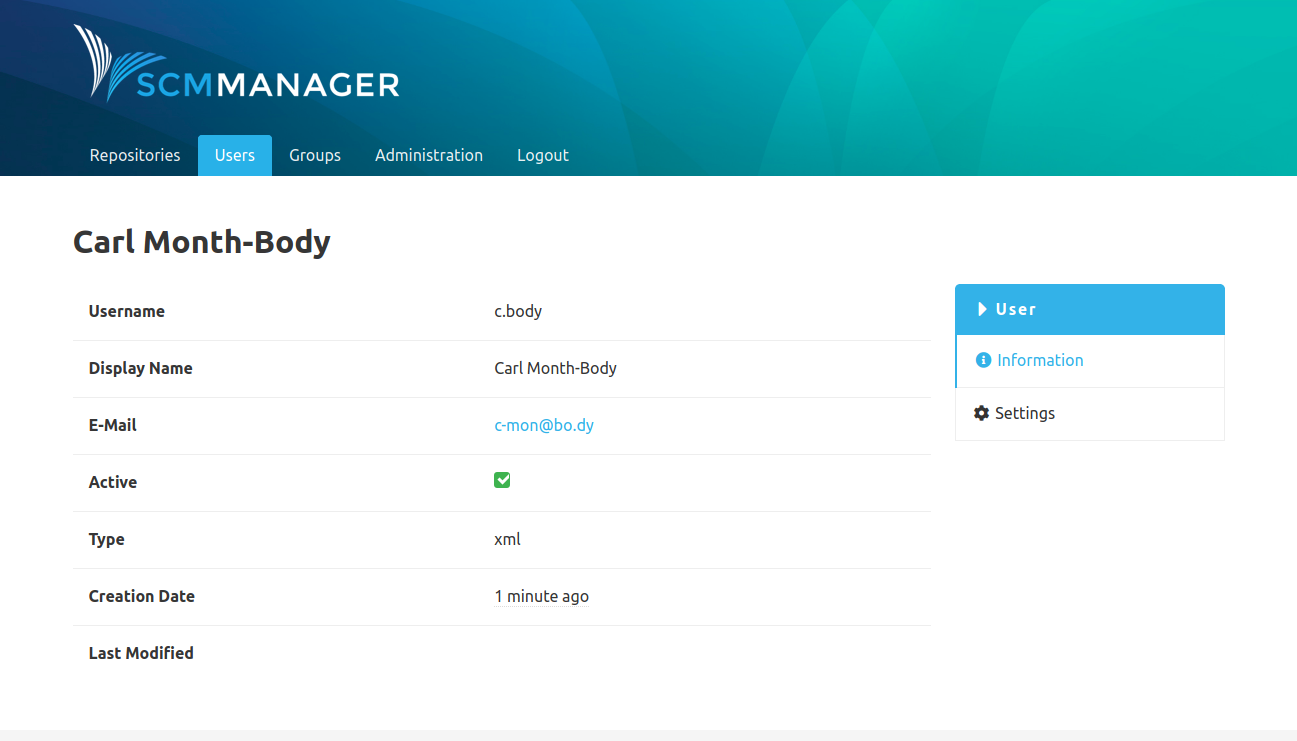 SCMMANAGER
Repositories Users Groups Administration Logout
Carl Month-Body
Username c.body
Display Name Carl Month-Body
E-Mail c-mon@bo.dy
Active
Type xml
Creation Date 1 minute ago
Last Modified
User
Information
Settings